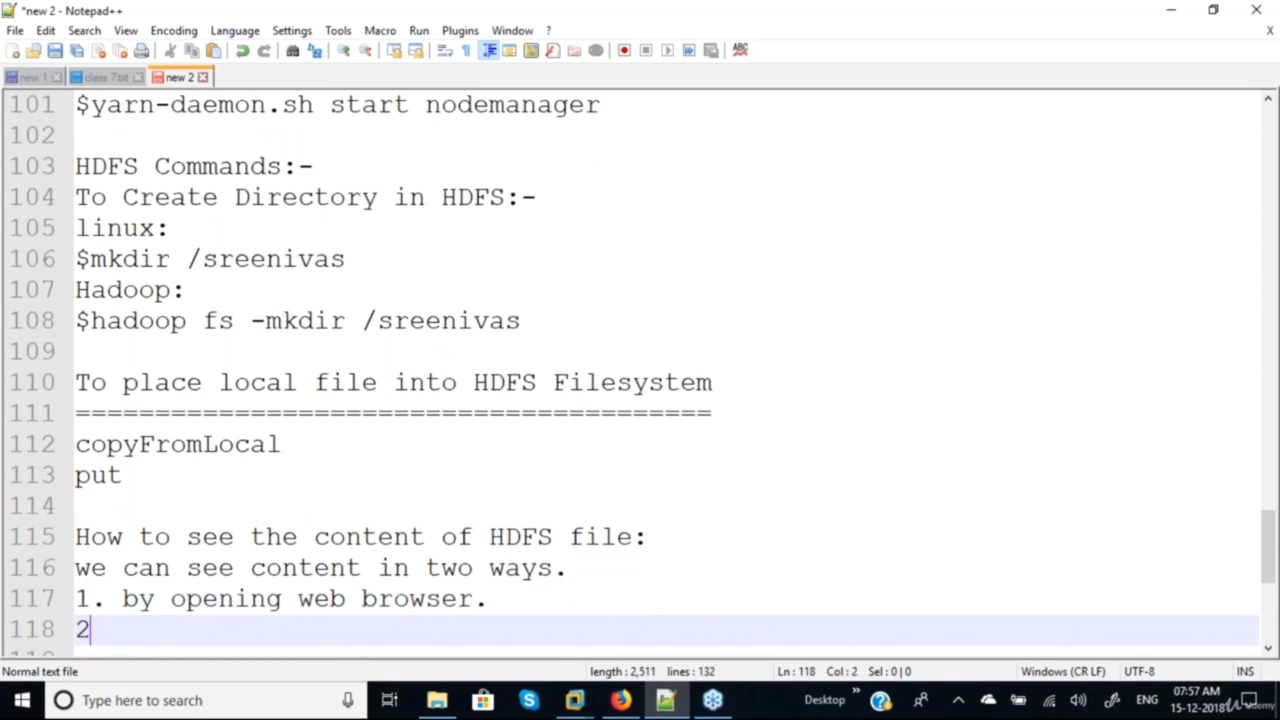 *new 2 - Notepad++
File Edit Search View Encoding Language Settings Tools Macro Run Plugins Window ?
X
new 1 class 7.txt new 2
101 $yarn-daemon.sh start nodemanager
102
103 HDFS Commands:-
104 To Create Directory in HDFS:-
105 linux:
106 $mkdir /sreenivas
107 Hadoop:
108 $hadoop fs -mkdir /sreenivas
109
110 To place local file into HDFS Filesystem
111 ========================================
112 copyFromLocal
113 put
114
115 How to see the content of HDFS file:
116 we can see content in two ways.
117 1. by opening web browser.
118 2
Normal text file length : 2,511 lines : 132 Ln : 118 Col : 2 Sel : 0 | 0 Windows (CR LF) UTF-8 INS
Type here to search Desktop ENG 07:57 AM
15-12-2018 Udemy